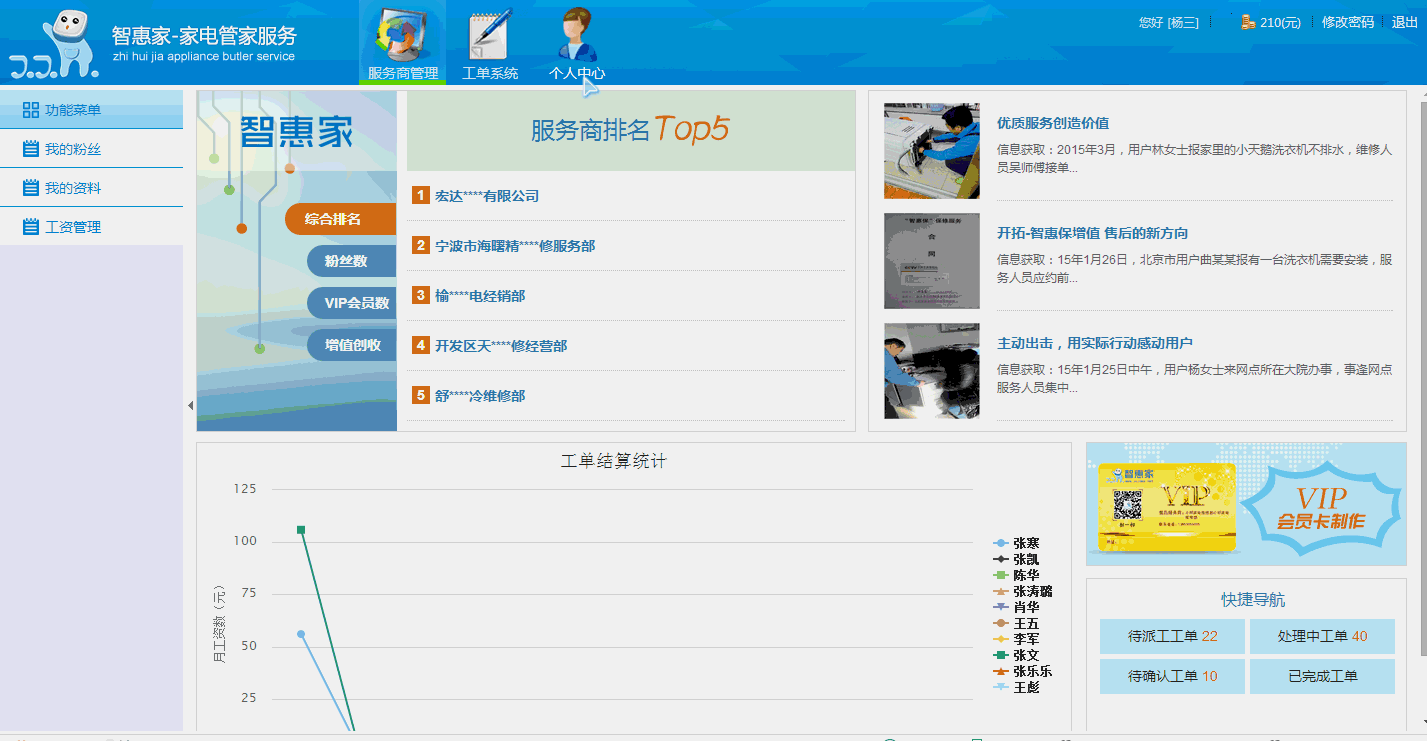 智惠家-家电管家服务
zhi hui jia appliance butler service
服务商管理
工单系统
个人中心
您好 [杨三]
210(元)
修改密码
退出
功能菜单
我的粉丝
我的资料
工资管理
智惠家
综合排名
粉丝数
VIP会员数
增值创收
服务商排名Top5
1 宏达****有限公司
2 宁波市海曙精****修服务部
3 榆****电经销部
4 开发区天****修经营部
5 舒****冷维修部
优质服务创造价值
信息获取：2015年3月，用户林女士报家里的小天鹅洗衣机不排水，维修人
员吴师傅接单...
"智惠保"保修服务
合
同
开拓-智惠保增值 售后的新方向
信息获取：15年1月26日，北京市用户曲某某报有一台洗衣机需要安装，服
务人员应约前...
主动出击，用实际行动感动用户
信息获取：15年1月25日中午，用户杨女士来网点所在大院办事，事逢网点
服务人员集中...
工单结算统计
125
100
75
50
25
月工资数（元）
张寒
张凯
陈华
张涛璐
肖华
王五
李军
张文
张乐乐
王彪
智惠家
VIP
扫一扫
VIP
会员卡制作
快捷导航
待派工工单 22
处理中工单 40
待确认工单 10
已完成工单